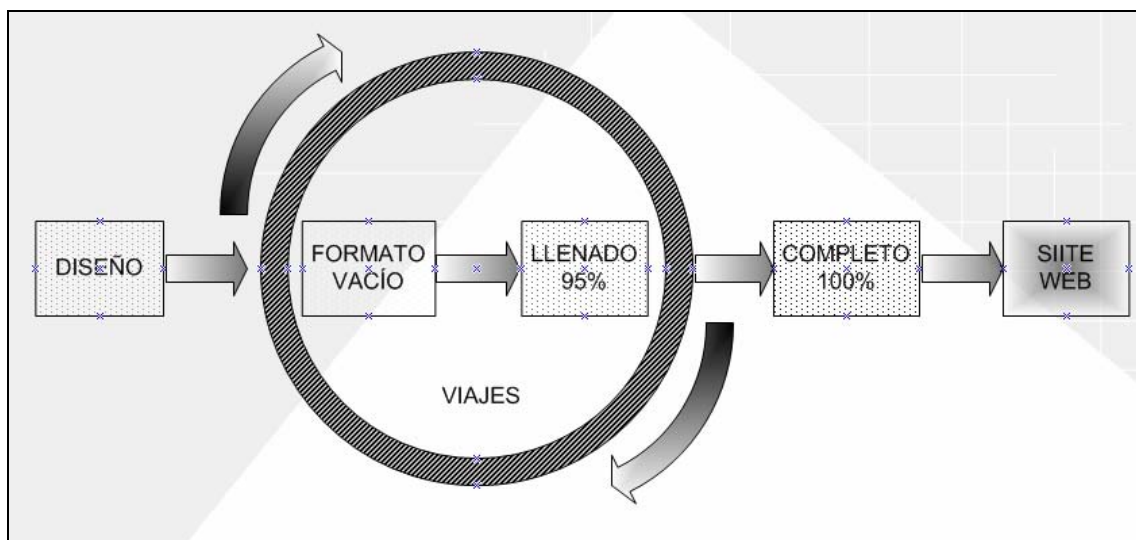 DISEÑO
FORMATO
VACÍO
LLENADO
95%
COMPLETO
100%
SIITE
WEB
VIAJES